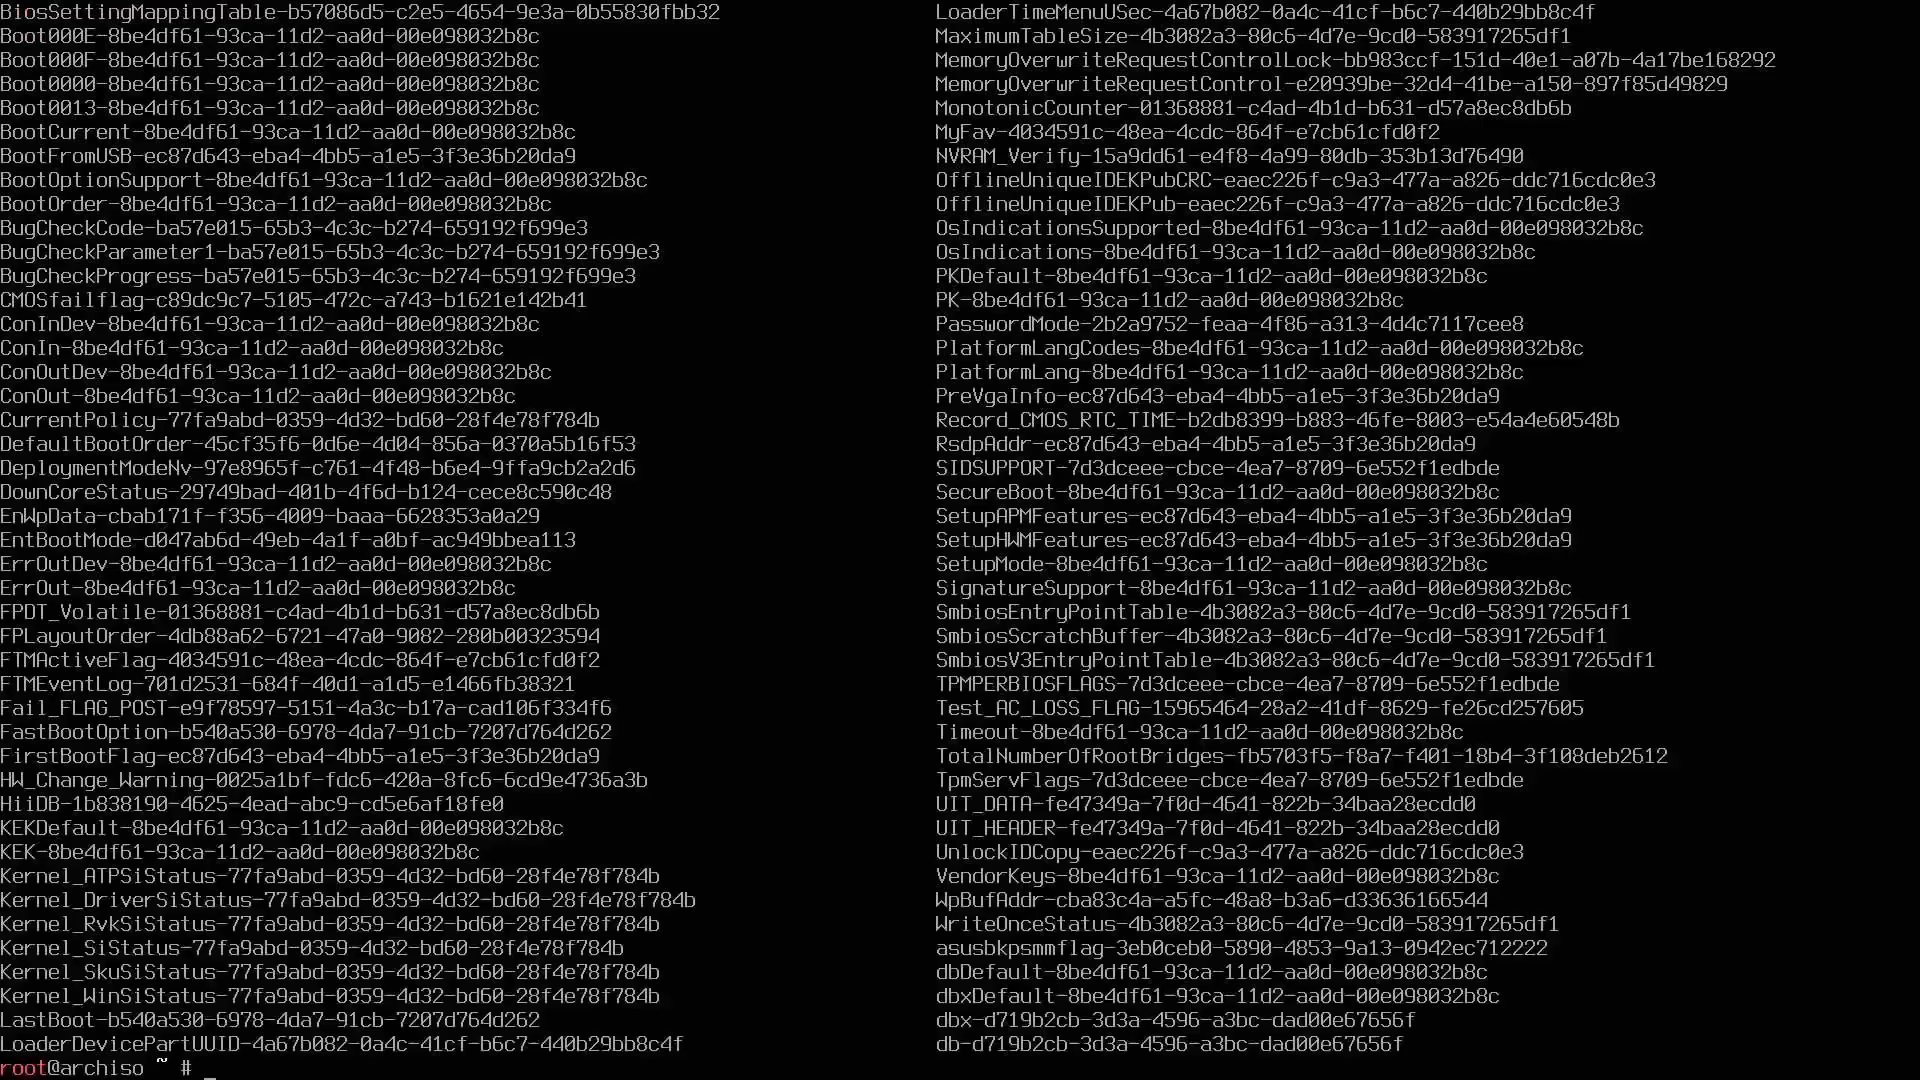 BiosSettingMappingTable-b57086d5-c2e5-4654-9e3a-0b55830fbb32
Boot000E-8be4df61-93ca-11d2-aa0d-00e098032b8c
Boot000F-8be4df61-93ca-11d2-aa0d-00e098032b8c
Boot0000-8be4df61-93ca-11d2-aa0d-00e098032b8c
Boot0013-8be4df61-93ca-11d2-aa0d-00e098032b8c
BootCurrent-8be4df61-93ca-11d2-aa0d-00e098032b8c
BootFromUSB-ec87d643-eba4-4bb5-a1e5-3f3e36b20da9
BootOptionSupport-8be4df61-93ca-11d2-aa0d-00e098032b8c
BootOrder-8be4df61-93ca-11d2-aa0d-00e098032b8c
BugCheckCode-ba57e015-65b3-4c3c-b274-659192f699e3
BugCheckParameter1-ba57e015-65b3-4c3c-b274-659192f699e3
BugCheckProgress-ba57e015-65b3-4c3c-b274-659192f699e3
CMOSfailflag-c89dc9c7-5105-472c-a743-b1621e142b41
ConInDev-8be4df61-93ca-11d2-aa0d-00e098032b8c
ConIn-8be4df61-93ca-11d2-aa0d-00e098032b8c
ConOutDev-8be4df61-93ca-11d2-aa0d-00e098032b8c
ConOut-8be4df61-93ca-11d2-aa0d-00e098032b8c
CurrentPolicy-77fa9abd-0359-4d32-bd60-28f4e78f784b
DefaultBootOrder-45cf35f6-0d6e-4d04-856a-0370a5b16f53
DeploymentModeNv-97e8965f-c761-4f48-b6e4-9ffa9cb2a2d6
DownCoreStatus-29749bad-401b-4f6d-b124-cece8c590c48
EnWpData-cbab171f-f356-4009-baaa-6628353a0a29
EntBootMode-d047ab6d-49eb-4a1f-a0bf-ac949bbea113
ErrOutDev-8be4df61-93ca-11d2-aa0d-00e098032b8c
ErrOut-8be4df61-93ca-11d2-aa0d-00e098032b8c
FPDT_Volatile-01368881-c4ad-4b1d-b631-d57a8ec8db6b
FPLayoutOrder-4db88a62-6721-47a0-9082-280b00323594
FTMActiveFlag-4034591c-48ea-4cdc-864f-e7cb61cfd0f2
FTMEventLog-701d2531-684f-40d1-a1d5-e1466fb38321
Fail_FLAG_POST-e9f78597-5151-4a3c-b17a-cad106f334f6
FastBootOption-b540a530-6978-4da7-91cb-7207d764d262
FirstBootFlag-ec87d643-eba4-4bb5-a1e5-3f3e36b20da9
HW_Change_Warning-0025a1bf-fdc6-420a-8fc6-6cd9e4736a3b
HiiDB-1b838190-4625-4ead-abc9-cd5e6af18fe0
KEKDefault-8be4df61-93ca-11d2-aa0d-00e098032b8c
KEK-8be4df61-93ca-11d2-aa0d-00e098032b8c
Kernel_ATPSiStatus-77fa9abd-0359-4d32-bd60-28f4e78f784b
Kernel_DriverSiStatus-77fa9abd-0359-4d32-bd60-28f4e78f784b
Kernel_RvkSiStatus-77fa9abd-0359-4d32-bd60-28f4e78f784b
Kernel_SiStatus-77fa9abd-0359-4d32-bd60-28f4e78f784b
Kernel_SkuSiStatus-77fa9abd-0359-4d32-bd60-28f4e78f784b
Kernel_WinSiStatus-77fa9abd-0359-4d32-bd60-28f4e78f784b
LastBoot-b540a530-6978-4da7-91cb-7207d764d262
LoaderDevicePartUUID-4a67b082-0a4c-41cf-b6c7-440b29bb8c4f
LoaderTimeMenuUSec-4a67b082-0a4c-41cf-b6c7-440b29bb8c4f
MaximumTableSize-4b3082a3-80c6-4d7e-9cd0-583917265df1
MemoryOverwriteRequestControlLock-bb983ccf-151d-40e1-a07b-4a17be168292
MemoryOverwriteRequestControl-e20939be-32d4-41be-a150-897f85d49829
MonotonicCounter-01368881-c4ad-4b1d-b631-d57a8ec8db6b
MyFav-4034591c-48ea-4cdc-864f-e7cb61cfd0f2
NVRAM_Verify-15a9dd61-e4f8-4a99-80db-353b13d76490
OfflineUniqueIDEKPubCRC-eaec226f-c9a3-477a-a826-ddc716cdc0e3
OfflineUniqueIDEKPub-eaec226f-c9a3-477a-a826-ddc716cdc0e3
OsIndicationsSupported-8be4df61-93ca-11d2-aa0d-00e098032b8c
OsIndications-8be4df61-93ca-11d2-aa0d-00e098032b8c
PKDefault-8be4df61-93ca-11d2-aa0d-00e098032b8c
PK-8be4df61-93ca-11d2-aa0d-00e098032b8c
PasswordMode-2b2a9752-feaa-4f86-a313-4d4c7117cee8
PlatformLangCodes-8be4df61-93ca-11d2-aa0d-00e098032b8c
PlatformLang-8be4df61-93ca-11d2-aa0d-00e098032b8c
PreVgaInfo-ec87d643-eba4-4bb5-a1e5-3f3e36b20da9
Record_CMOS_RTC_TIME-b2db8399-b883-46fe-8003-e54a4e60548b
RsdpAddr-ec87d643-eba4-4bb5-a1e5-3f3e36b20da9
SIDSUPPORT-7d3dceee-cbce-4ea7-8709-6e552f1edbde
SecureBoot-8be4df61-93ca-11d2-aa0d-00e098032b8c
SetupAPMFeatures-ec87d643-eba4-4bb5-a1e5-3f3e36b20da9
SetupHWMFeatures-ec87d643-eba4-4bb5-a1e5-3f3e36b20da9
SetupMode-8be4df61-93ca-11d2-aa0d-00e098032b8c
SignatureSupport-8be4df61-93ca-11d2-aa0d-00e098032b8c
SmbiosEntryPointTable-4b3082a3-80c6-4d7e-9cd0-583917265df1
SmbiosScratchBuffer-4b3082a3-80c6-4d7e-9cd0-583917265df1
SmbiosV3EntryPointTable-4b3082a3-80c6-4d7e-9cd0-583917265df1
TPMPERBIOSFLAGS-7d3dceee-cbce-4ea7-8709-6e552f1edbde
Test_AC_LOSS_FLAG-15965464-28a2-41df-8629-fe26cd257605
Timeout-8be4df61-93ca-11d2-aa0d-00e098032b8c
TotalNumberOfRootBridges-fb5703f5-f8a7-f401-18b4-3f108deb2612
TpmServFlags-7d3dceee-cbce-4ea7-8709-6e552f1edbde
UIT_DATA-fe47349a-7f0d-4641-822b-34baa28ecdd0
UIT_HEADER-fe47349a-7f0d-4641-822b-34baa28ecdd0
UnlockIDCopy-eaec226f-c9a3-477a-a826-ddc716cdc0e3
VendorKeys-8be4df61-93ca-11d2-aa0d-00e098032b8c
WpBufAddr-cba83c4a-a5fc-48a8-b3a6-d33636166544
WriteOnceStatus-4b3082a3-80c6-4d7e-9cd0-583917265df1
asusbkpsmmflag-3eb0ceb0-5890-4853-9a13-0942ec712222
dbDefault-8be4df61-93ca-11d2-aa0d-00e098032b8c
dbxDefault-8be4df61-93ca-11d2-aa0d-00e098032b8c
dbx-d719b2cb-3d3a-4596-a3bc-dad00e67656f
db-d719b2cb-3d3a-4596-a3bc-dad00e67656f
root@archiso ~ # _